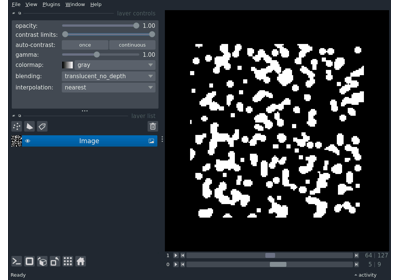 File View Plugins Window Help
layer controls
opacity: 1.00
contrast limits:
auto-contrast: once continuous
gamma: 1.00
colormap: gray
blending: translucent_no_depth
interpolation: nearest
layer list
Image
1 64 127
0 5 9
Ready activity